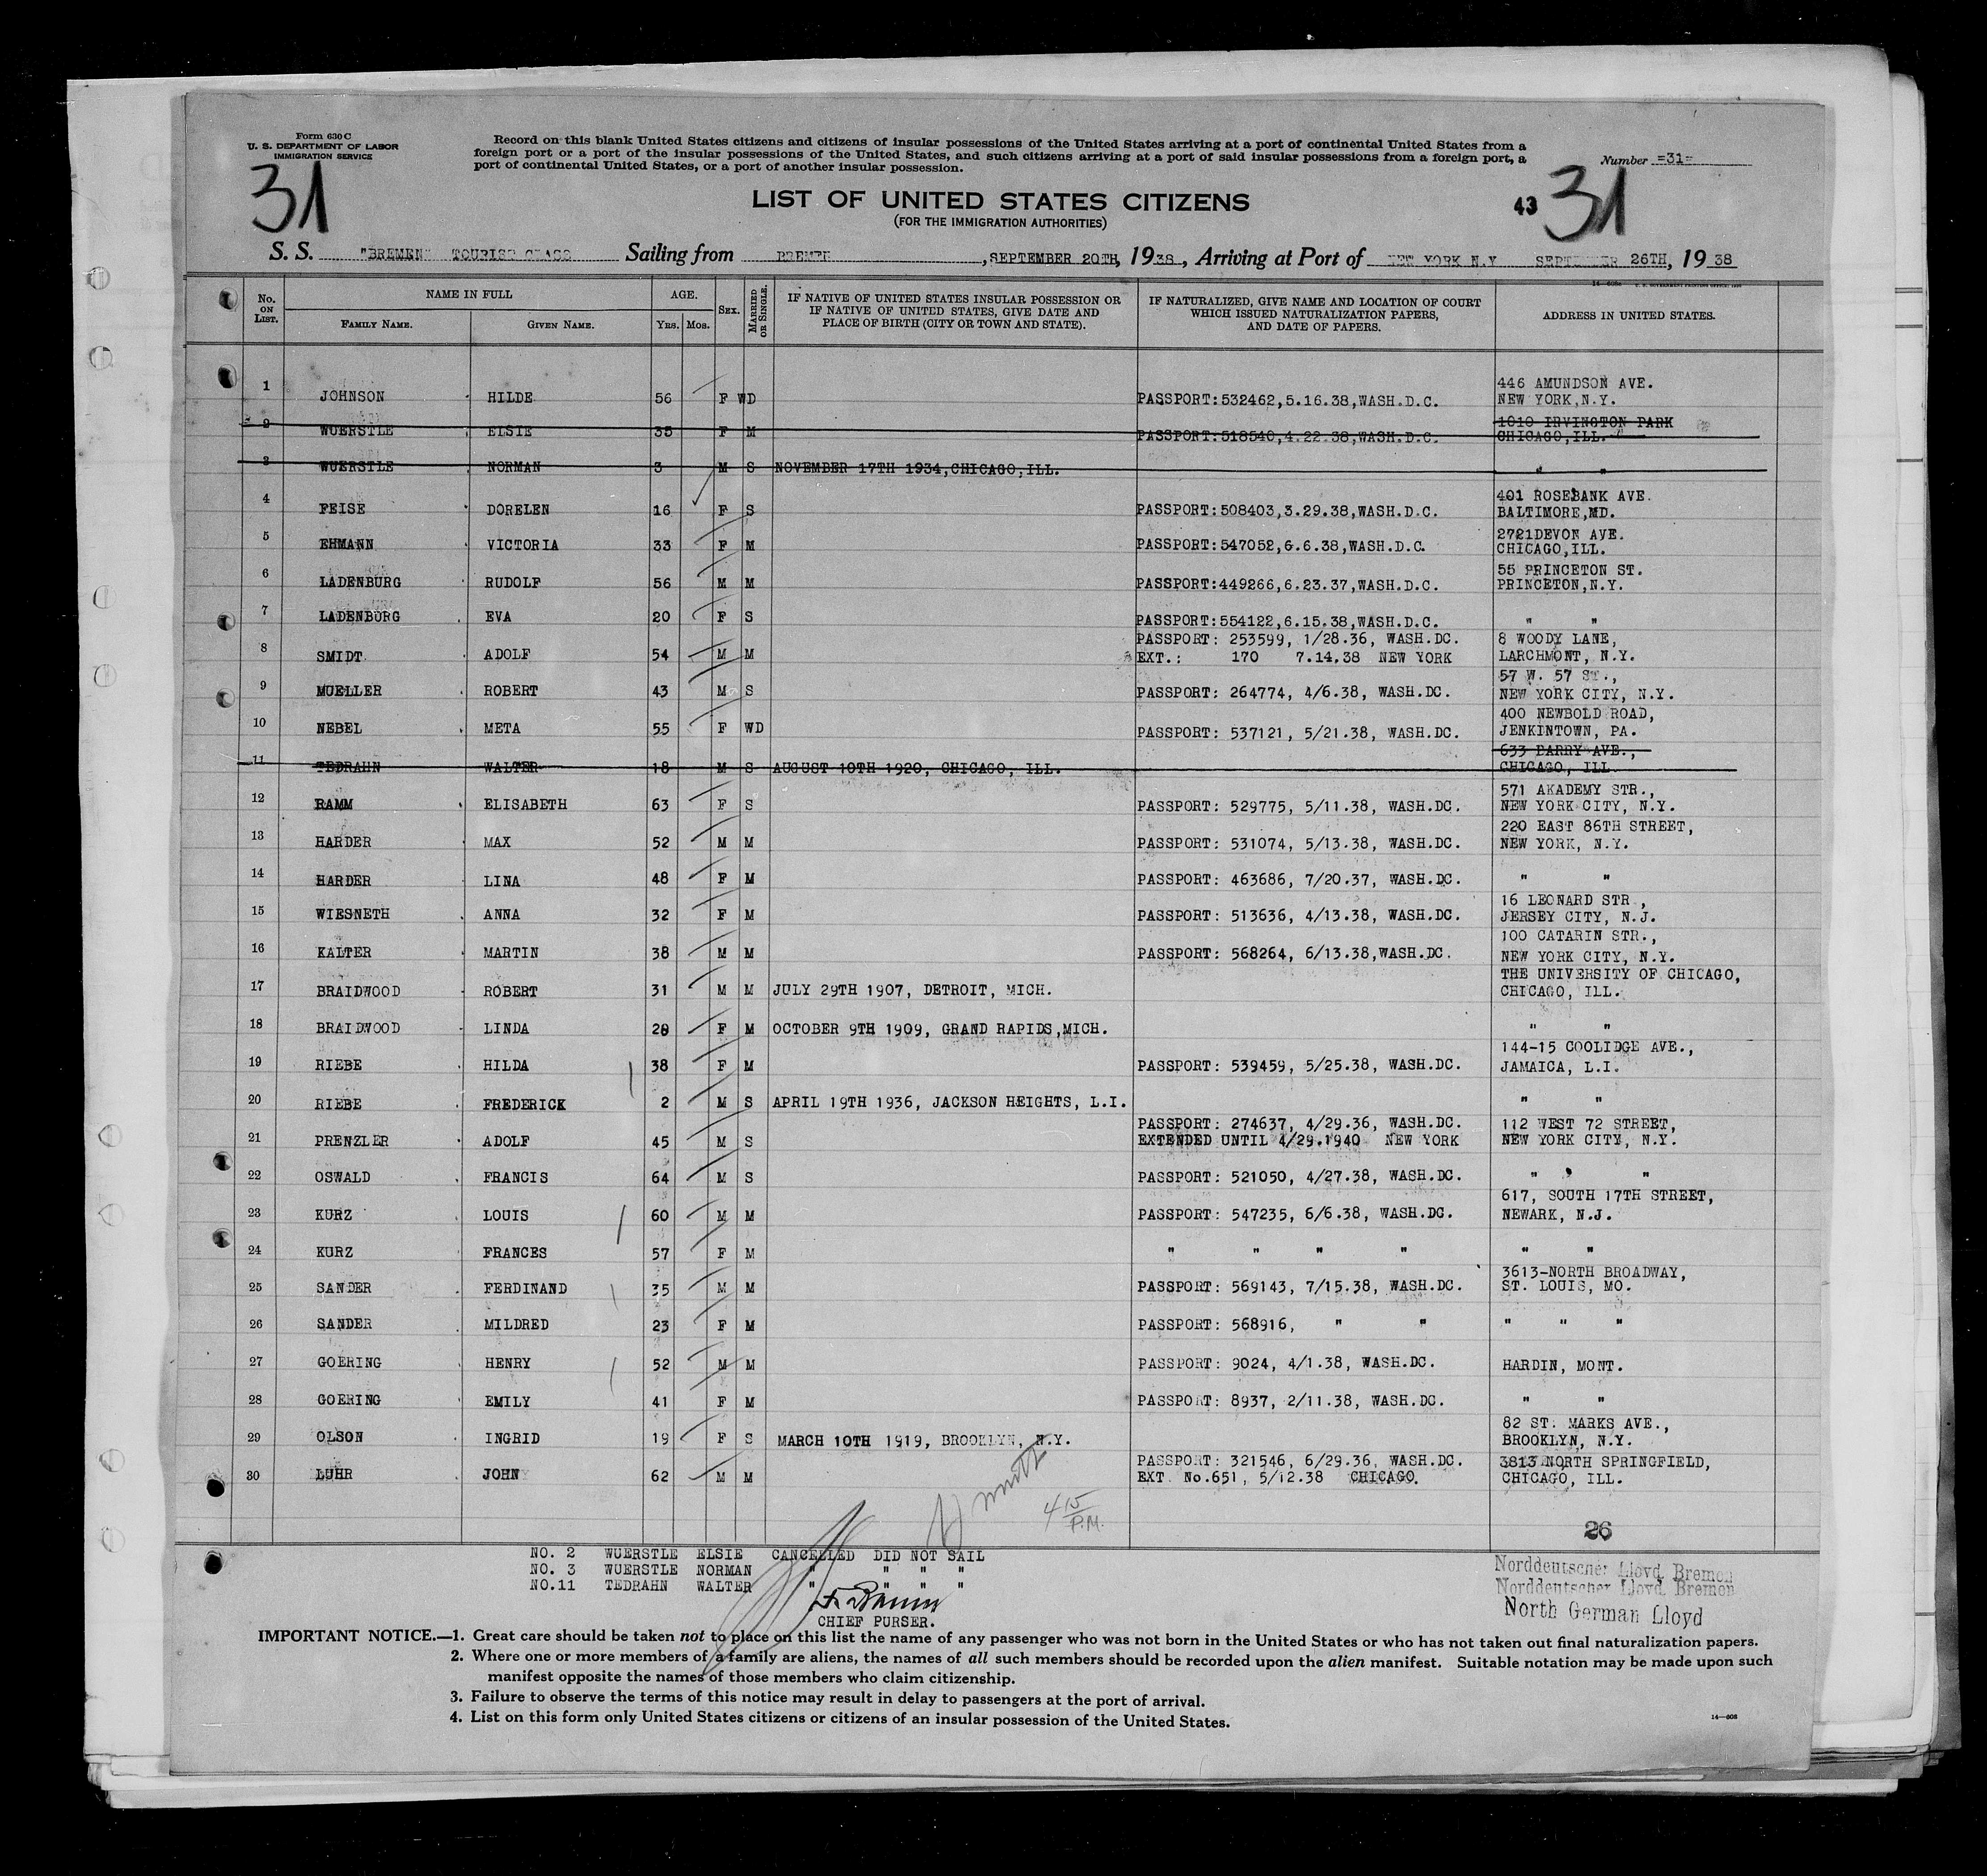 Form 630 C
U. S. DEPARTMENT OF LABOR
IMMIGRATION SERVICE
31
Record on this blank United States citizens and citizens of insular possessions of the United States arriving at a port of continental United States from a
foreign port or a port of the insular possessions of the United States, and such citizens arriving at a port of said insular possessions from a foreign port, a
port of continental United States, or a port of another insular possession.
Number =31=
LIST OF UNITED STATES CITIZENS
(FOR THE IMMIGRATION AUTHORITIES)
43 31
S. S. "BREMEN" TOURIST CLASS Sailing from BREMEN, SEPTEMBER 20TH, 1938, Arriving at Port of NEW YORK N.Y SEPTEMBER 26TH, 1938
No. ON LIST. NAME IN FULL FAMILY NAME. GIVEN NAME. AGE. YRS. MOS. SEX. MARRIED OR SINGLE. IF NATIVE OF UNITED STATES INSULAR POSSESSION OR IF NATIVE OF UNITED STATES, GIVE DATE AND PLACE OF BIRTH (CITY OR TOWN AND STATE). IF NATURALIZED, GIVE NAME AND LOCATION OF COURT WHICH ISSUED NATURALIZATION PAPERS, AND DATE OF PAPERS. ADDRESS IN UNITED STATES.
1 JOHNSON HILDE 56 F WD PASSPORT:532462,5.16.38,WASH.D.C. 446 AMUNDSON AVE. NEW YORK,N.Y.
2 WUERSTLE ELSIE 35 F M PASSPORT:518540,4.22.38,WASH.D.C. 1010 IRVINGTON PARK CHICAGO,ILL.
3 WUERSTLE NORMAN 3 M S NOVEMBER 17TH 1934,CHICAGO,ILL. " "
4 FEISE DORELEN 16 F S PASSPORT:508403,3.29.38,WASH.D.C. 401 ROSEBANK AVE. BALTIMORE,MD.
5 EHMANN VICTORIA 33 F M PASSPORT:547052,6.6.38,WASH.D.C. 2721DEVON AVE. CHICAGO,ILL.
6 LADENBURG RUDOLF 56 M M PASSPORT:449266,6.23.37,WASH.D.C. 55 PRINCETON ST. PRINCETON,N.Y.
7 LADENBURG EVA 20 F S PASSPORT:554122,6.15.38,WASH.D.C. " "
8 SMIDT ADOLF 54 M M PASSPORT: 253599, 1/28.36, WASH.DC. EXT.: 170 7.14.38 NEW YORK 8 WOODY LANE, LARCHMONT, N.Y.
9 MUELLER ROBERT 43 M S PASSPORT: 264774, 4/6.38, WASH.DC. 57 W. 57 ST., NEW YORK CITY, N.Y.
10 NEBEL META 55 F WD PASSPORT: 537121, 5/21.38, WASH.DC. 400 NEWBOLD ROAD, JENKINTOWN, PA.
11 TEDRAHN WALTER 18 M S AUGUST 10TH 1920, CHICAGO, ILL. 633 BARRY AVE., CHICAGO, ILL
12 RAMM ELISABETH 63 F S PASSPORT: 529775, 5/11.38, WASH.DC. 571 AKADEMY STR., NEW YORK CITY, N.Y.
13 HARDER MAX 52 M M PASSPORT: 531074, 5/13.38, WASH.DC. 220 EAST 86TH STREET, NEW YORK, N.Y.
14 HARDER LINA 48 F M PASSPORT: 463686, 7/20.37, WASH.DC. " "
15 WIESNETH ANNA 32 F M PASSPORT: 513636, 4/13.38, WASH.DC. 16 LEONARD STR., JERSEY CITY, N.J.
16 KALTER MARTIN 38 M M PASSPORT: 568264, 6/13.38,WASH.DC. 100 CATARIN STR., NEW YORK CITY, N.Y.
17 BRAIDWOOD ROBERT 31 M M JULY 29TH 1907, DETROIT, MICH. THE UNIVERSITY OF CHICAGO, CHICAGO, ILL.
18 BRAIDWOOD LINDA 28 F M OCTOBER 9TH 1909, GRAND RAPIDS,MICH. " "
19 RIEBE HILDA 38 F M PASSPORT: 539459, 5/25.38, WASH.DC. 144-15 COOLIDGE AVE., JAMAICA, L.I.
20 RIEBE FREDERICK 2 M S APRIL 19TH 1936, JACKSON HEIGHTS, L.I. " "
21 PRENZLER ADOLF 45 M S PASSPORT: 274637, 4/29.36, WASH.DC. EXTENDED UNTIL 4/29.1940 NEW YORK 112 WEST 72 STREET, NEW YORK CITY, N.Y.
22 OSWALD FRANCIS 64 M S PASSPORT: 521050, 4/27.38, WASH.DC. " "
23 KURZ LOUIS 60 M M PASSPORT: 547235, 6/6.38, WASH.DC. 617, SOUTH 17TH STREET, NEWARK, N.J.
24 KURZ FRANCES 57 F M " " " " " "
25 SANDER FERDINAND 35 M M PASSPORT: 569143, 7/15.38, WASH.DC. 3613-NORTH BROADWAY, ST. LOUIS, MO.
26 SANDER MILDRED 23 F M PASSPORT: 568916, " " " " "
27 GOERING HENRY 52 M M PASSPORT: 9024, 4/1.38, WASH.DC. HARDIN, MONT.
28 GOERING EMILY 41 F M PASSPORT: 8937, 2/11.38, WASH.DC. " "
29 OLSON INGRID 19 F S MARCH 10TH 1919, BROOKLYN, N.Y. 82 ST. MARKS AVE., BROOKLYN, N.Y.
30 LUHR JOHN 62 M M PASSPORT: 321546, 6/29.36, WASH.DC. EXT. No.651, 5/12.38 CHICAGO. 3813 NORTH SPRINGFIELD, CHICAGO, ILL.
4 15 P.M.
26
NO. 2 WUERSTLE ELSIE CANCELLED DID NOT SAIL
NO. 3 WUERSTLE NORMAN " " " "
NO.11 TEDRAHN WALTER " " " "
CHIEF PURSER.
Norddeutscher Lloyd, Bremen
Norddeutscher Lloyd, Bremen
North German Lloyd
IMPORTANT NOTICE.—1. Great care should be taken not to place on this list the name of any passenger who was not born in the United States or who has not taken out final naturalization papers.
2. Where one or more members of a family are aliens, the names of all such members should be recorded upon the alien manifest. Suitable notation may be made upon such
manifest opposite the names of those members who claim citizenship.
3. Failure to observe the terms of this notice may result in delay to passengers at the port of arrival.
4. List on this form only United States citizens or citizens of an insular possession of the United States.
14—608